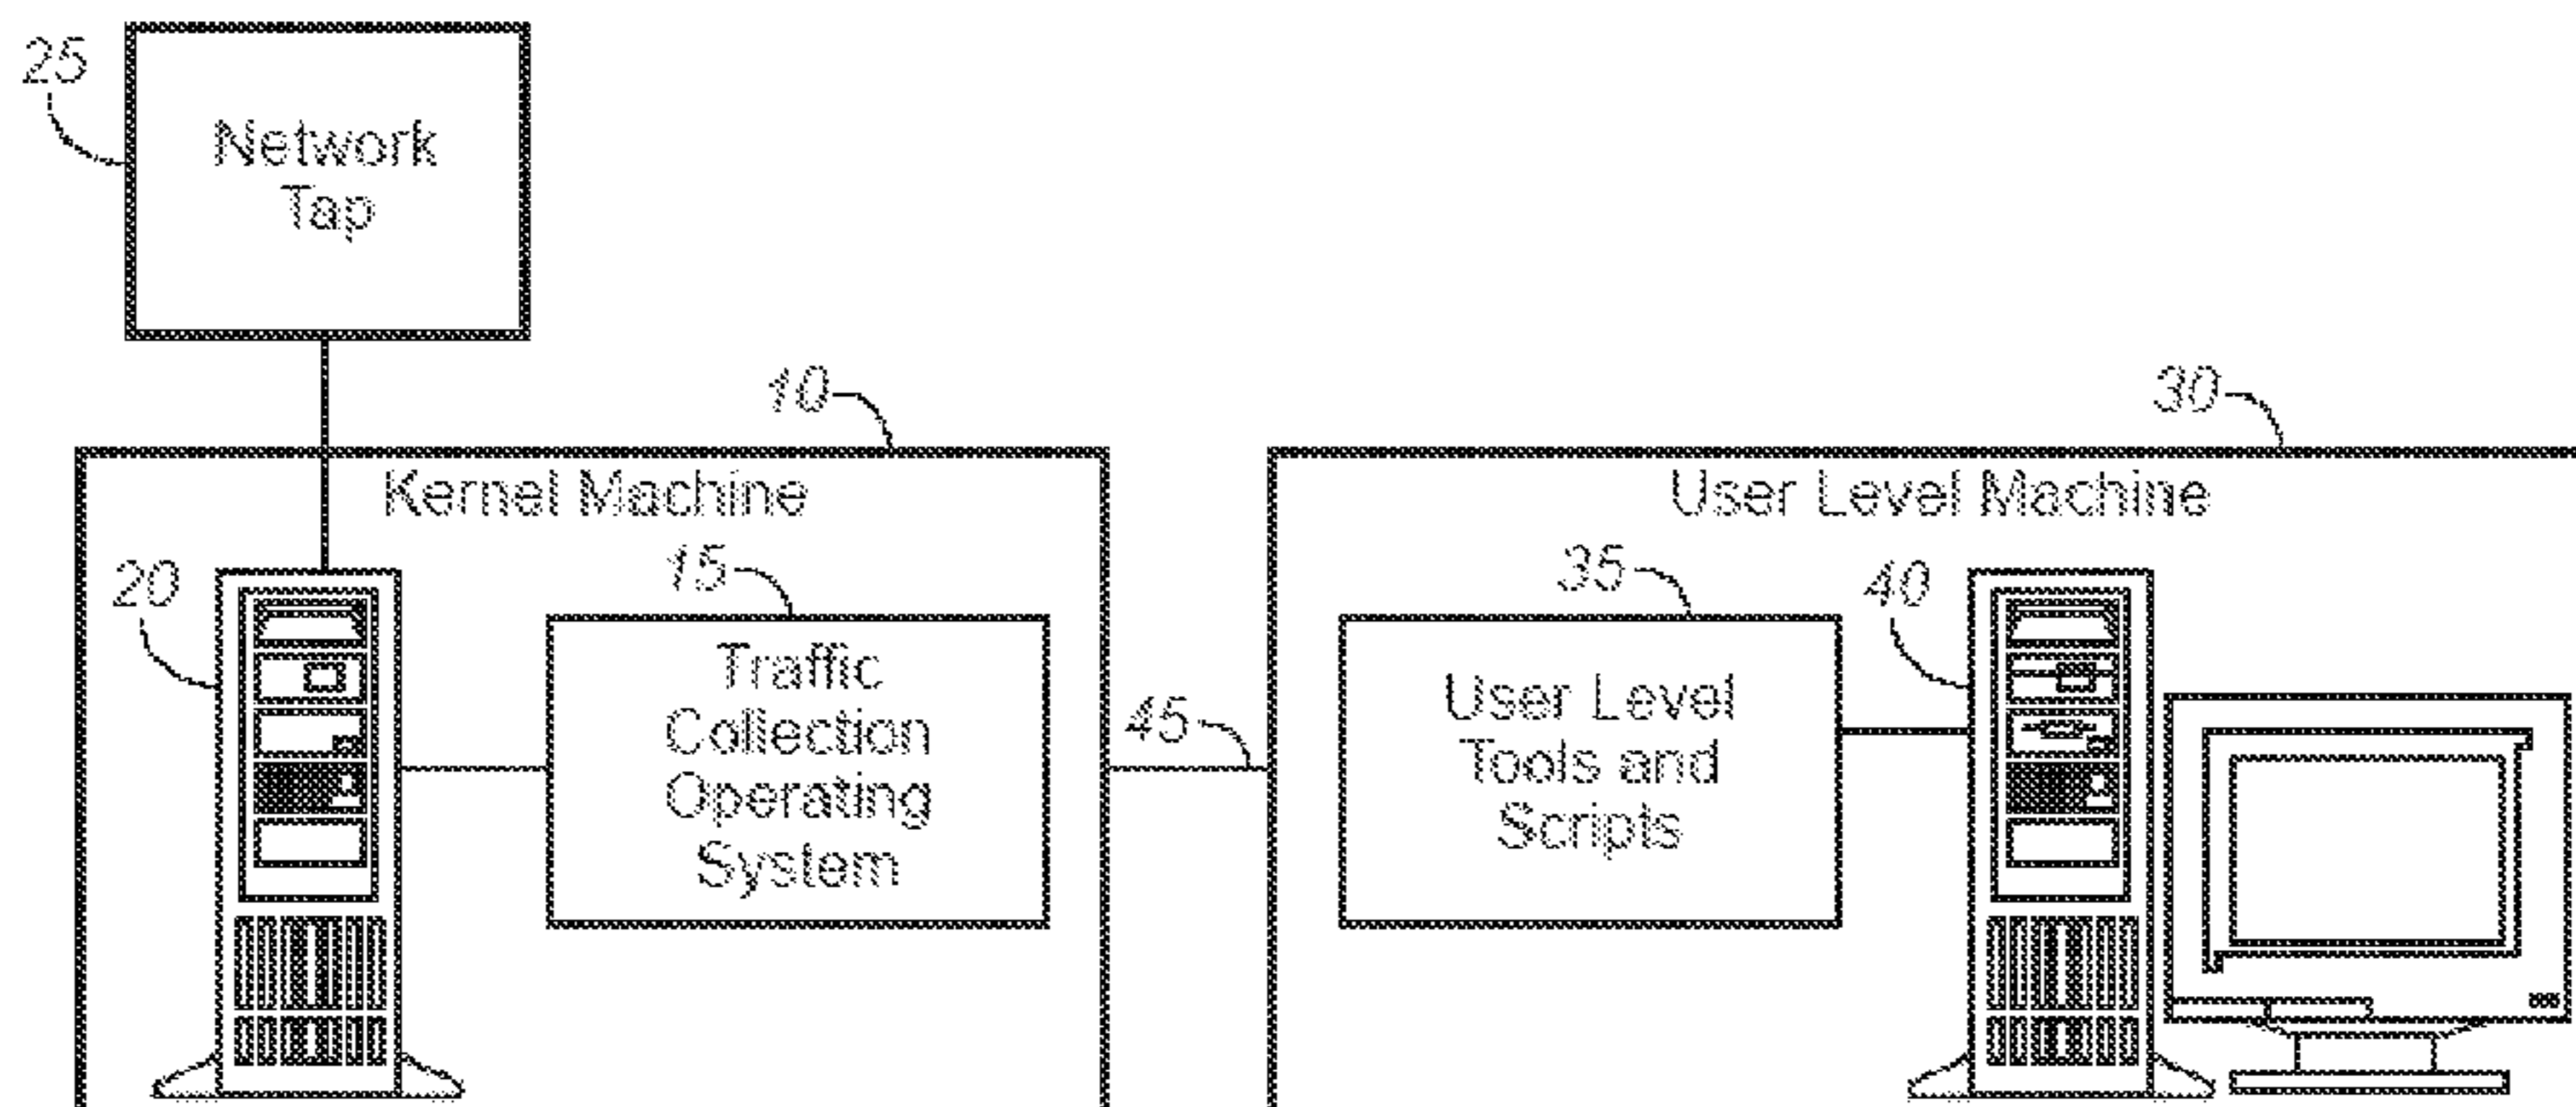 25
Network
Tap
10
30
Kernel Machine
User Level Machine
20
15
35
40
Traffic
Collection
Operating
System
45
User Level
Tools and
Scripts